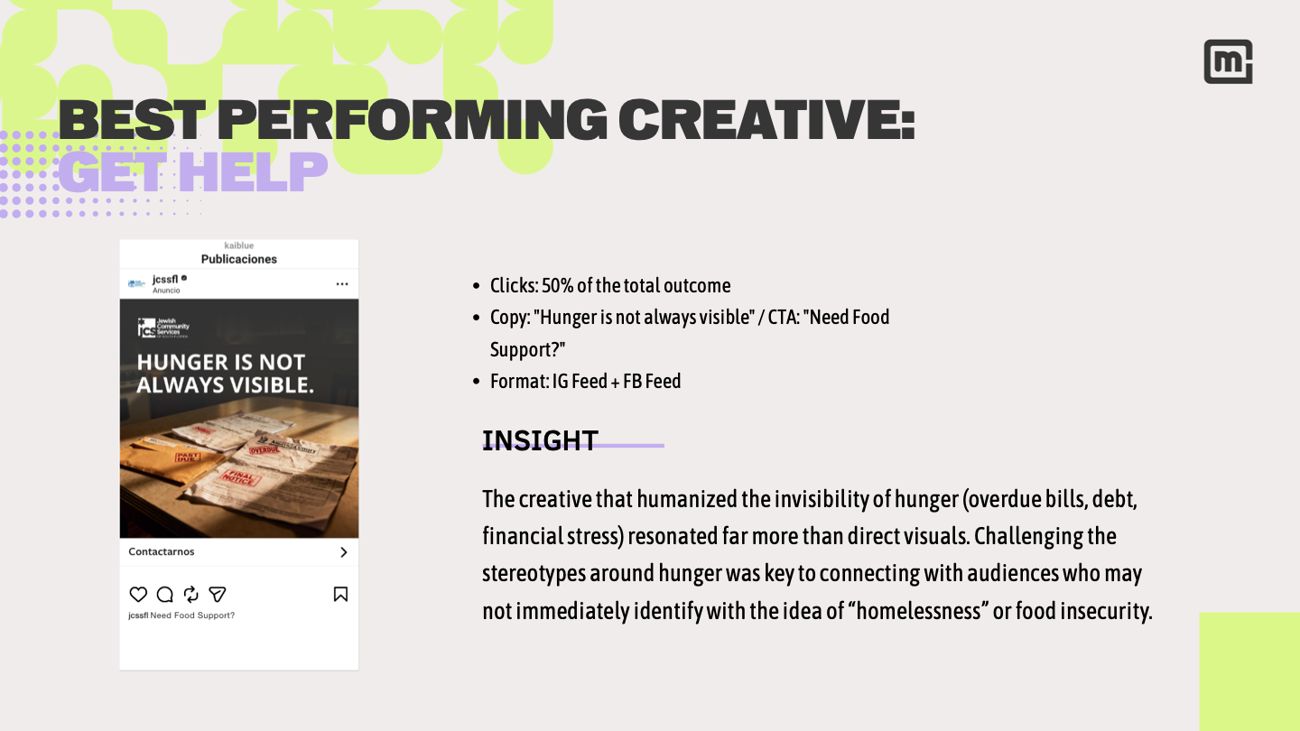 BEST PERFORMING CREATIVE:
GET HELP
kaiblue
Publicaciones
jcssfl
Anuncio
jcs Jewish
Community
Services
OF SOUTH FLORIDA
HUNGER IS NOT
ALWAYS VISIBLE.
PAST
DUE
OVERDUE
FINAL
NOTICE
Contactarnos
jcssfl Need Food Support?
• Clicks: 50% of the total outcome
• Copy: "Hunger is not always visible" / CTA: "Need Food
Support?"
• Format: IG Feed + FB Feed
INSIGHT
The creative that humanized the invisibility of hunger (overdue bills, debt,
financial stress) resonated far more than direct visuals. Challenging the
stereotypes around hunger was key to connecting with audiences who may
not immediately identify with the idea of “homelessness” or food insecurity.
m